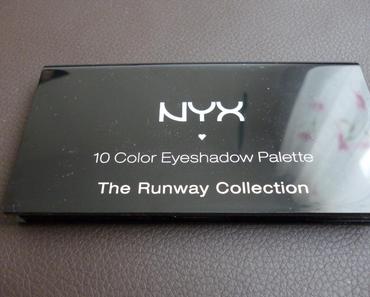 NYX
10 Color Eyeshadow Palette
The Runway Collection